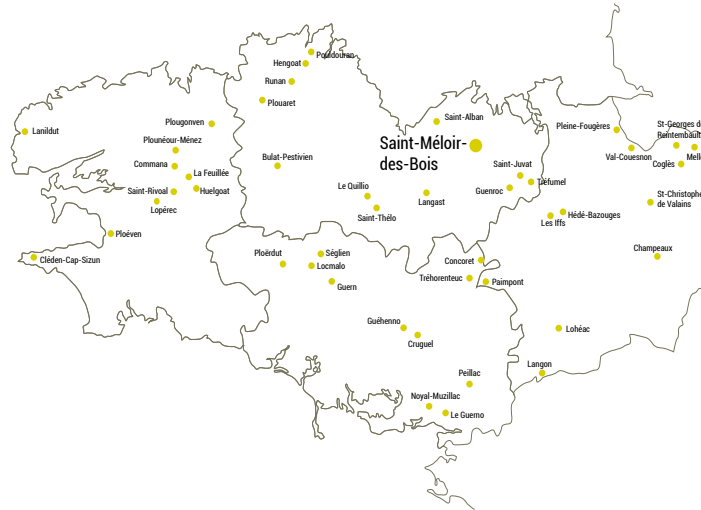 Pouldouran
Hengoat
Runan
Plouaret
Saint-Alban
Lanildut
Plougonven
Plounéour-Ménez
Commana
La Feuillée
Saint-Rivoal
Huelgoat
Lopérec
Bulat-Pestivien
Saint-Méloir-
des-Bois
Pleine-Fougères
St-Georges de
Reintembault
Val-Couesnon
Mellé
Coglès
Saint-Juvat
Tréfumel
Guenroc
Le Quillio
Saint-Thélo
Langast
St-Christophe
de Valains
Les Iffs
Hédé-Bazouges
Ploéven
Cléden-Cap-Sizun
Ploërdut
Séglien
Locmalo
Guern
Concoret
Tréhorenteuc
Paimpont
Champeaux
Guéhenno
Cruguel
Lohéac
Langon
Peillac
Noyal-Muzillac
Le Guerno